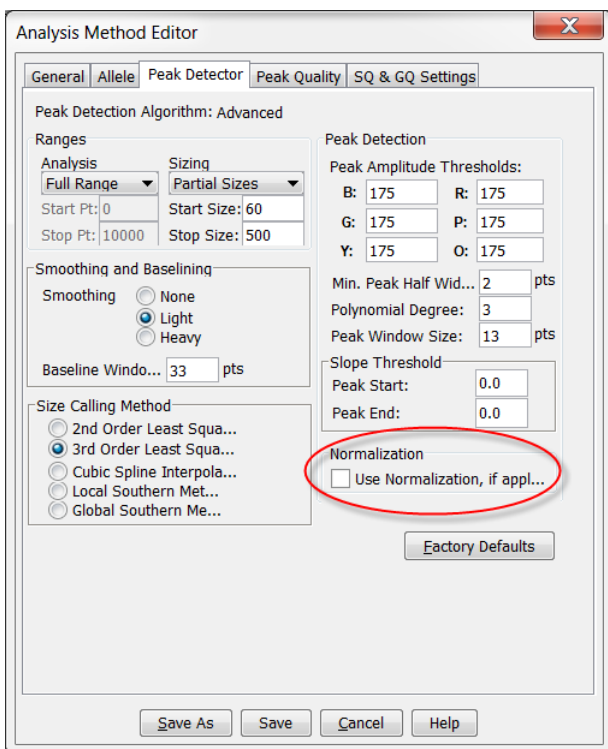 Analysis Method Editor
X
General Allele Peak Detector Peak Quality SQ & GQ Settings
Peak Detection Algorithm: Advanced
Ranges
Analysis Sizing
Full Range Partial Sizes
Start Pt: 0 Start Size: 60
Stop Pt: 10000 Stop Size: 500
Smoothing and Baselining
Smoothing None
Light
Heavy
Baseline Windo... 33 pts
Size Calling Method
2nd Order Least Squa...
3rd Order Least Squa...
Cubic Spline Interpola...
Local Southern Met...
Global Southern Me...
Peak Detection
Peak Amplitude Thresholds:
B: 175 R: 175
G: 175 P: 175
Y: 175 O: 175
Min. Peak Half Wid... 2 pts
Polynomial Degree: 3
Peak Window Size: 13 pts
Slope Threshold
Peak Start: 0.0
Peak End: 0.0
Normalization
Use Normalization, if appl...
Factory Defaults
Save As Save Cancel Help